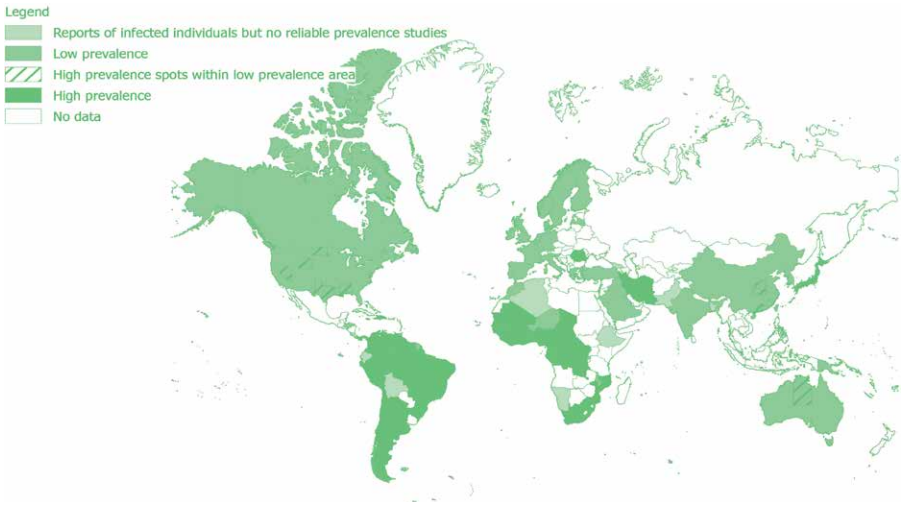 Legend
Reports of infected individuals but no reliable prevalence studies
Low prevalence
High prevalence spots within low prevalence area
High prevalence
No data